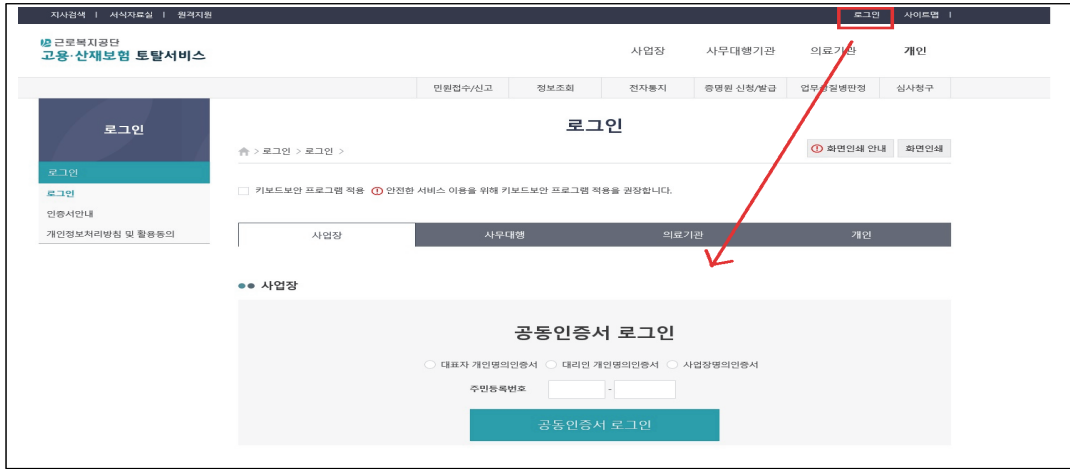 지사검색 | 서식자료실 | 원격지원
로그인 사이트맵 |
근로복지공단
고용·산재보험 토탈서비스
사업장 사무대행기관 의료기관 개인
민원접수/신고 정보조회 전자통지 증명원 신청/발급 업무상질병판정 심사청구
로그인
로그인
로그인
인증서안내
개인정보처리방침 및 활용동의
로그인
> 로그인 > 로그인 >
화면인쇄 안내 화면인쇄
키보드보안 프로그램 적용 안전한 서비스 이용을 위해 키보드보안 프로그램 적용을 권장합니다.
사업장 사무대행 의료기관 개인
사업장
공동인증서 로그인
대표자 개인명의인증서 대리인 개인명의인증서 사업장명의인증서
주민등록번호 -
공동인증서 로그인